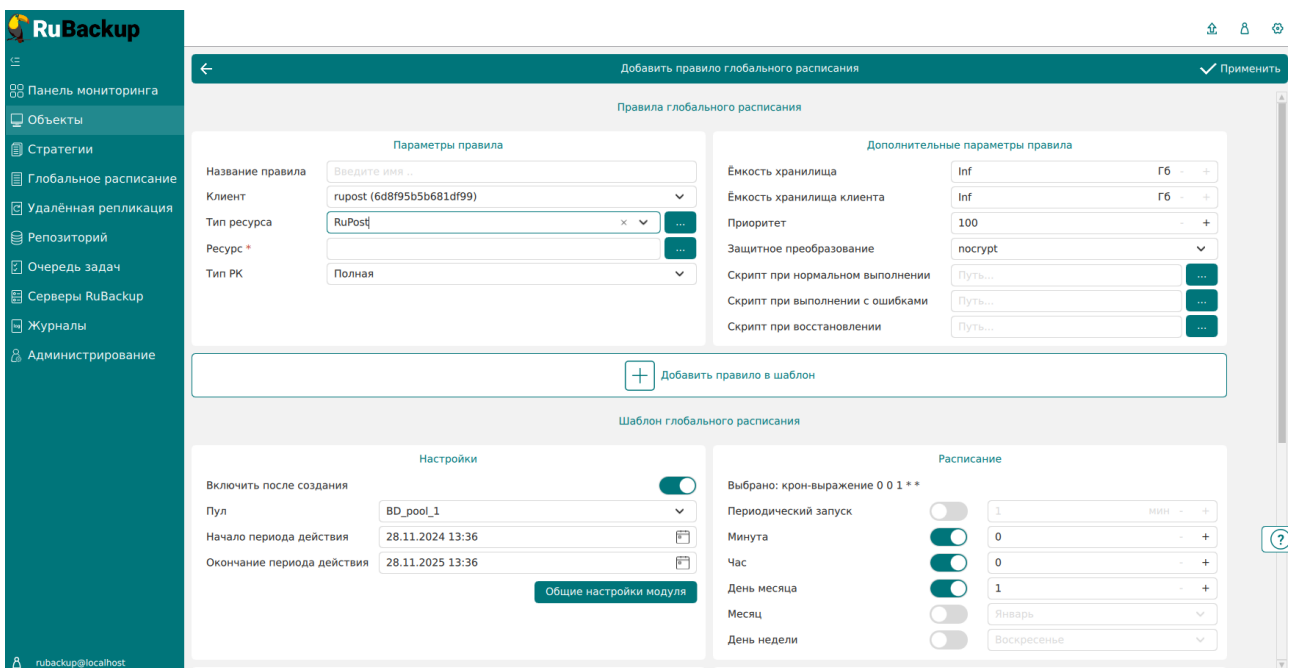 RuBackup
Панель мониторинга
Объекты
Стратегии
Глобальное расписание
Удалённая репликация
Репозиторий
Очередь задач
Серверы RuBackup
Журналы
Администрирование
rubackup@localhost
Добавить правило глобального расписания
Применить
Правила глобального расписания
Параметры правила
Название правила Введите имя ..
Клиент rupost (6d8f95b5b681df99)
Тип ресурса RuPost ...
Ресурс * ...
Тип РК Полная
Дополнительные параметры правила
Ёмкость хранилища Inf Гб - +
Ёмкость хранилища клиента Inf Гб - +
Приоритет 100 - +
Защитное преобразование nocrypt
Скрипт при нормальном выполнении Путь... ...
Скрипт при выполнении с ошибками Путь... ...
Скрипт при восстановлении Путь... ...
Добавить правило в шаблон
Шаблон глобального расписания
Настройки
Включить после создания
Пул BD_pool_1
Начало периода действия 28.11.2024 13:36
Окончание периода действия 28.11.2025 13:36
Общие настройки модуля
Расписание
Выбрано: крон-выражение 0 0 1 * *
Периодический запуск 1 мин - +
Минута 0 - +
Час 0 - +
День месяца 1 - +
Месяц Январь
День недели Воскресенье
?